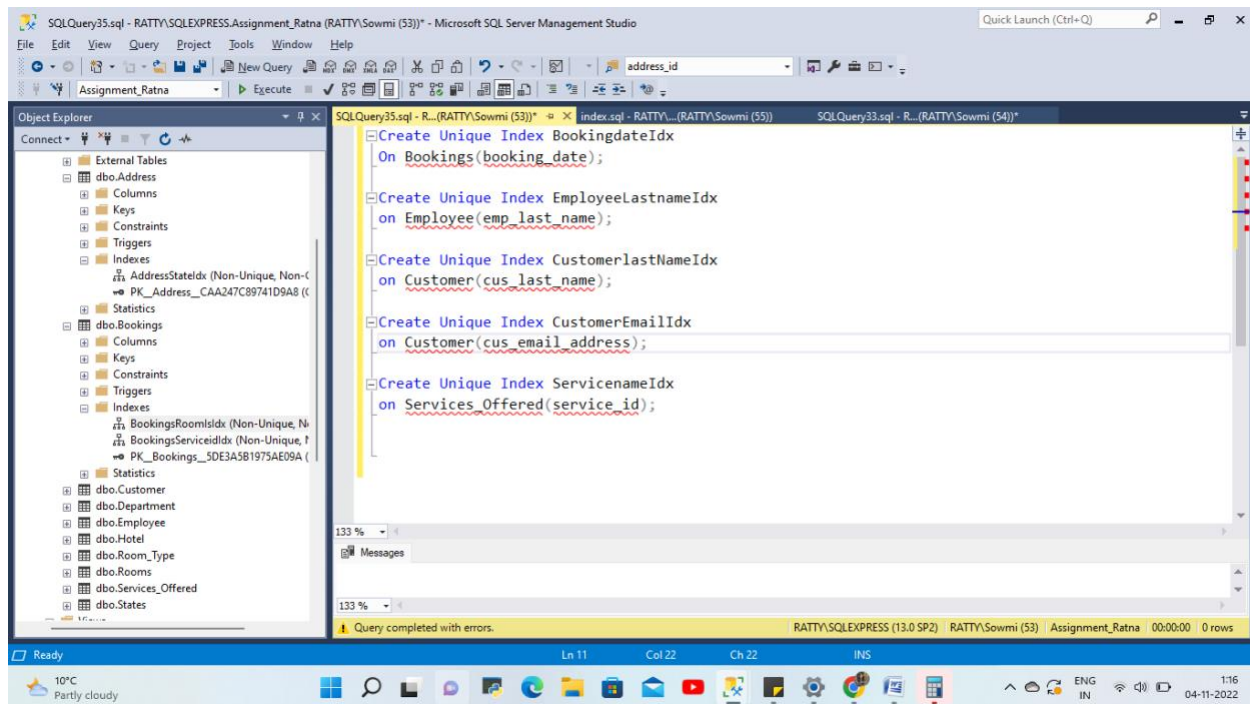 SQLQuery35.sql - RATTY\SQLEXPRESS.Assignment_Ratna (RATTY\Sowmi (53))* - Microsoft SQL Server Management Studio
Quick Launch (Ctrl+Q)
File Edit View Query Project Tools Window Help
New Query
address_id
Assignment_Ratna
Execute
Object Explorer
Connect
External Tables
dbo.Address
Columns
Keys
Constraints
Triggers
Indexes
AddressStateIdx (Non-Unique, Non-C
PK__Address__CAA247C89741D9A8 (C
Statistics
dbo.Bookings
Columns
Keys
Constraints
Triggers
Indexes
BookingsRoomIsIdx (Non-Unique, No
BookingsServiceidIdx (Non-Unique, N
PK__Bookings__5DE3A5B1975AE09A (
Statistics
dbo.Customer
dbo.Department
dbo.Employee
dbo.Hotel
dbo.Room_Type
dbo.Rooms
dbo.Services_Offered
dbo.States
SQLQuery35.sql - R...(RATTY\Sowmi (53))* index.sql - RATTY\...(RATTY\Sowmi (55)) SQLQuery33.sql - R...(RATTY\Sowmi (54))*
Create Unique Index BookingdateIdx
On Bookings(booking_date);
Create Unique Index EmployeeLastnameIdx
on Employee(emp_last_name);
Create Unique Index CustomerlastNameIdx
on Customer(cus_last_name);
Create Unique Index CustomerEmailIdx
on Customer(cus_email_address);
Create Unique Index ServicenameIdx
on Services_Offered(service_id);
133 %
Messages
133 %
Query completed with errors. RATTY\SQLEXPRESS (13.0 SP2) RATTY\Sowmi (53) Assignment_Ratna 00:00:00 0 rows
Ready Ln 11 Col 22 Ch 22 INS
10°C
Partly cloudy
ENG
IN
1:16
04-11-2022